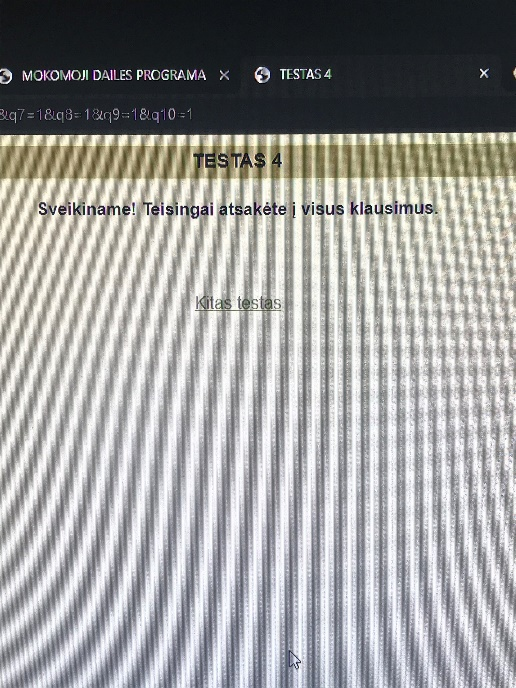 MOKOMOJI DAILES PROGRAMA
TESTAS 4
&q7=1&q8=1&q9=1&q10=1
TESTAS 4
Sveikiname! Teisingai atsakėte į visus klausimus.
Kitas testas